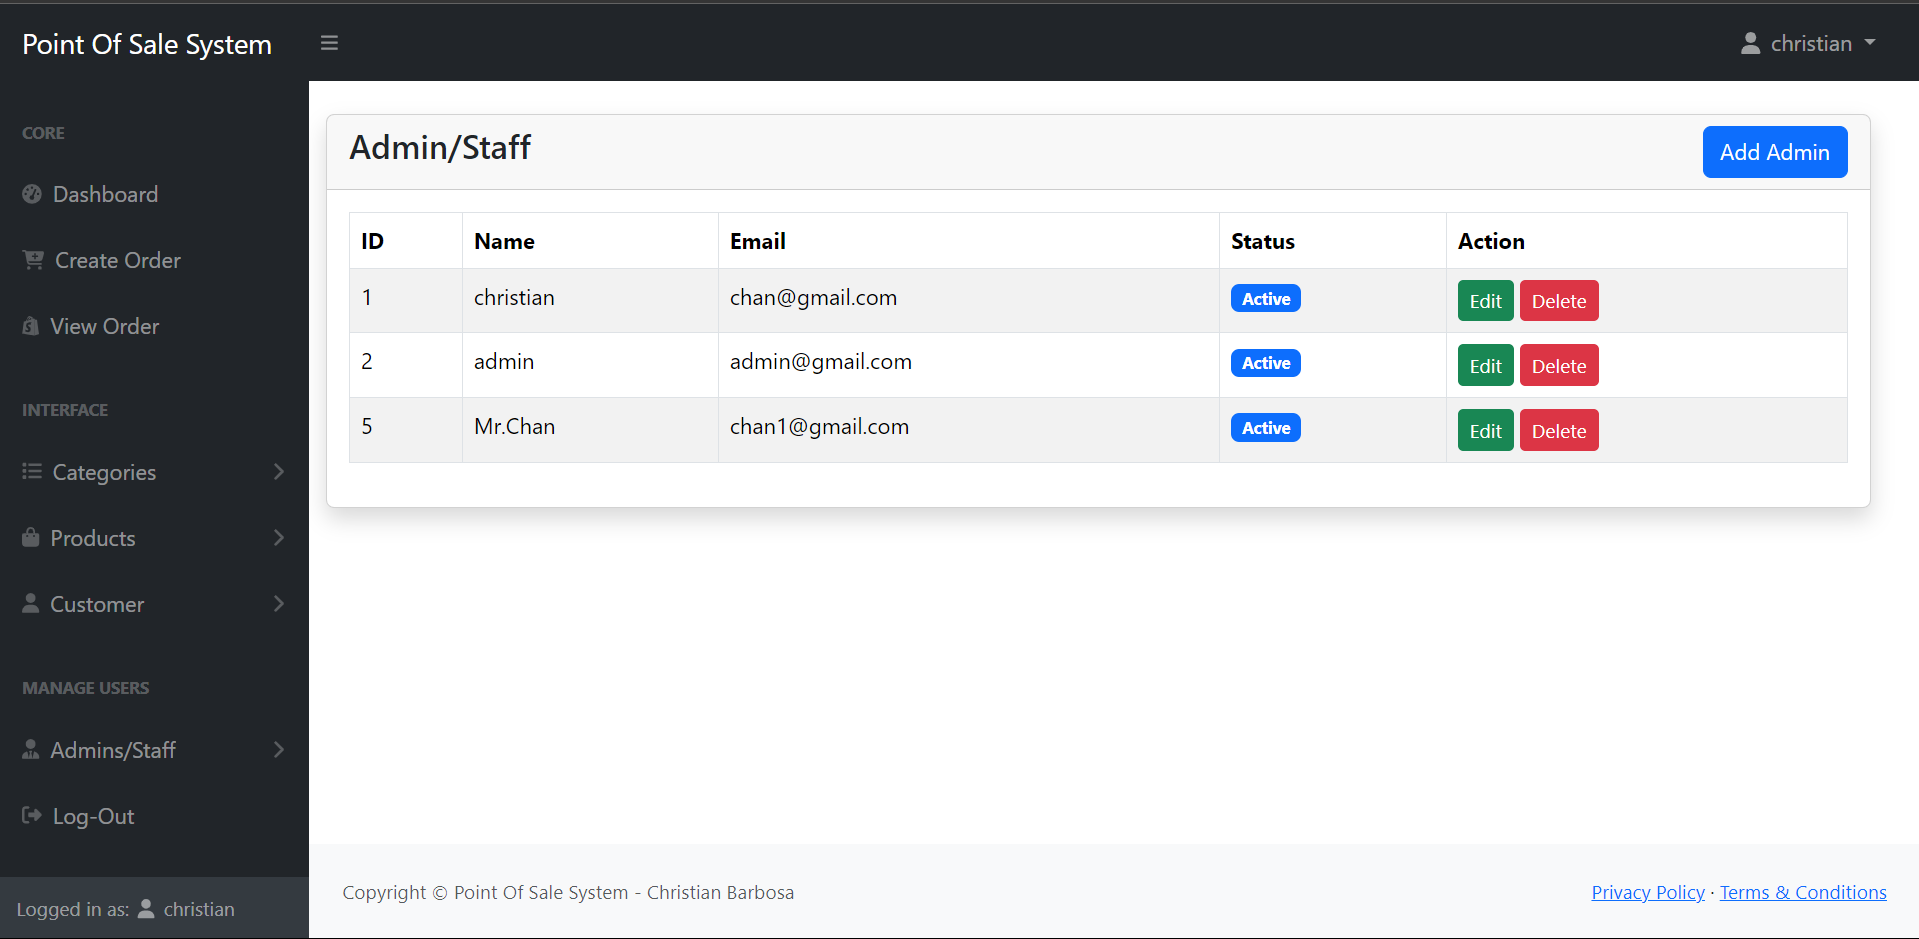 Point Of Sale System
christian
CORE
Dashboard
Create Order
View Order
INTERFACE
Categories
Products
Customer
MANAGE USERS
Admins/Staff
Log-Out
Logged in as: christian
Admin/Staff
Add Admin
ID Name Email Status Action
1 christian chan@gmail.com Active Edit Delete
2 admin admin@gmail.com Active Edit Delete
5 Mr.Chan chan1@gmail.com Active Edit Delete
Copyright © Point Of Sale System - Christian Barbosa
Privacy Policy · Terms & Conditions